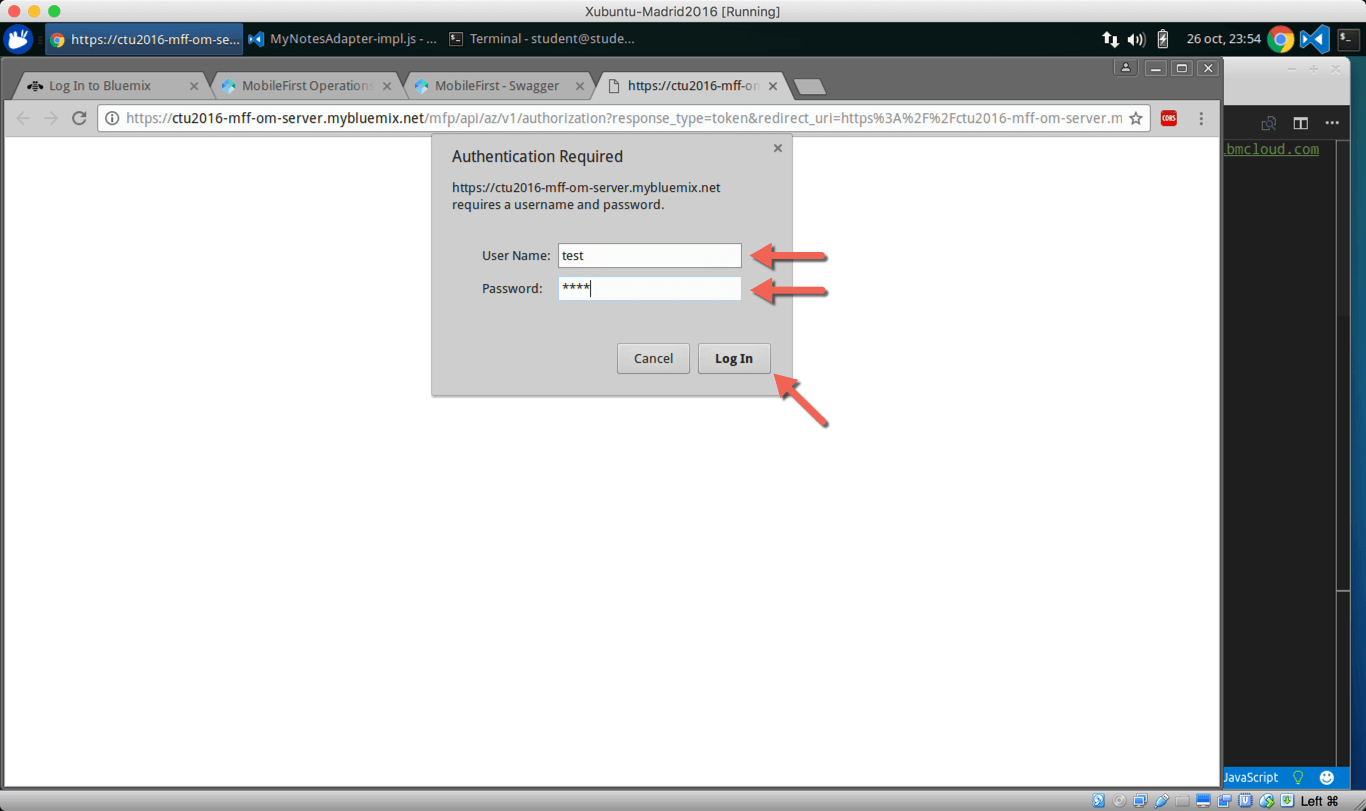 Xubuntu-Madrid2016 [Running]
https://ctu2016-mff-om-se... MyNotesAdapter-impl.js - ... Terminal - student@stude... 26 oct, 23:54
Log In to Bluemix MobileFirst Operations MobileFirst - Swagger https://ctu2016-mff-om
https://ctu2016-mff-om-server.mybluemix.net/mfp/api/az/v1/authorization?response_type=token&redirect_uri=https%3A%2F%2Fctu2016-mff-om-server.m CORS
bmcloud.com
Authentication Required
https://ctu2016-mff-om-server.mybluemix.net
requires a username and password.
User Name: test
Password: ****
Cancel Log In
JavaScript
Left ⌘